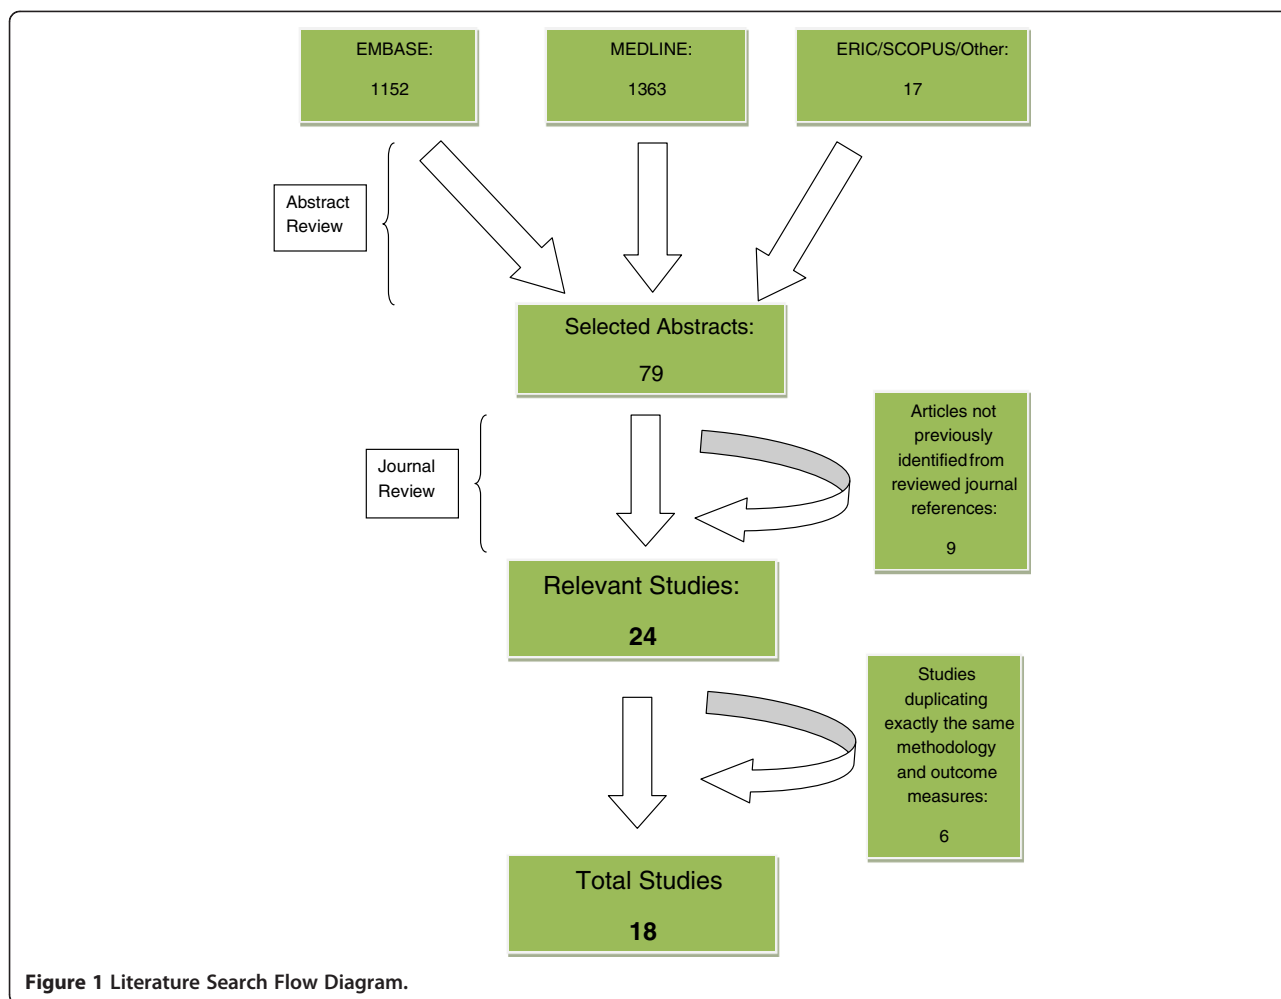 EMBASE:
1152
MEDLINE:
1363
ERIC/SCOPUS/Other:
17
Abstract
Review
Selected Abstracts:
79
Journal
Review
Articles not
previously
identified from
reviewed journal
references:
9
Relevant Studies:
24
Studies
duplicating
exactly the same
methodology
and outcome
measures:
6
Total Studies
18
Figure 1 Literature Search Flow Diagram.